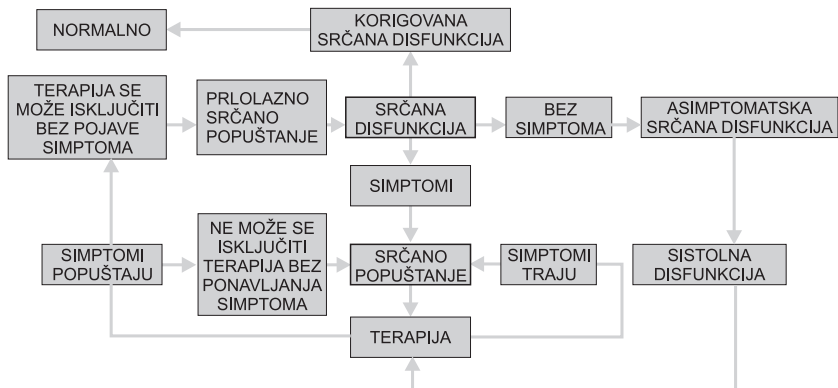 NORMALNO
KORIGOVANA
SRČANA DISFUNKCIJA
TERAPIJA SE
MOŽE ISKLJUČITI
BEZ POJAVE
SIMPTOMA
PRLOLAZNO
SRČANO
POPUŠTANJE
SRČANA
DISFUNKCIJA
BEZ
SIMPTOMA
ASIMPTOMATSKA
SRČANA DISFUNKCIJA
SIMPTOMI
SIMPTOMI
POPUŠTAJU
NE MOŽE SE
ISKLJUČITI
TERAPIJA BEZ
PONAVLJANJA
SIMPTOMA
SRČANO
POPUŠTANJE
SIMPTOMI
TRAJU
SISTOLNA
DISFUNKCIJA
TERAPIJA